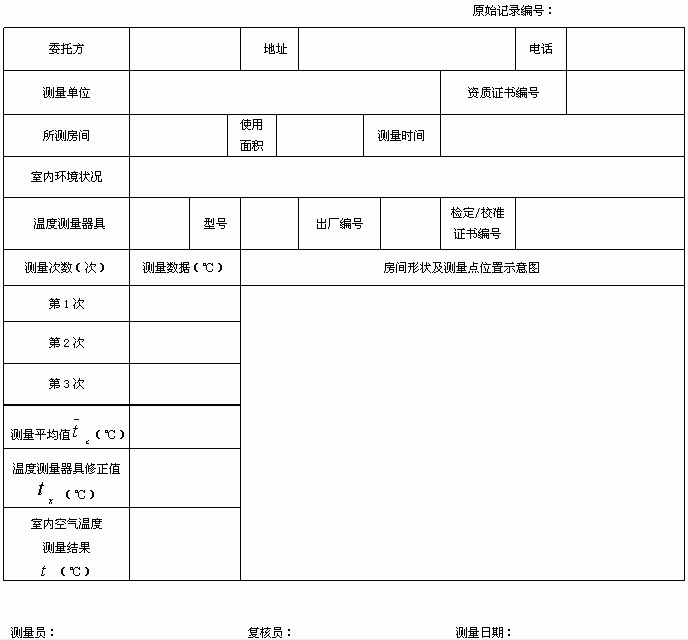 原始记录编号：
委托方 地址 电话
测量单位 资质证书编号
所测房间 使用面积 测量时间
室内环境状况
温度测量器具 型号 出厂编号 检定/校准证书编号
测量次数（次） 测量数据（℃） 房间形状及测量点位置示意图
第1次
第2次
第3次
测量平均值 t̄c（℃）
温度测量器具修正值
tx （℃）
室内空气温度
测量结果
t （℃）
测量员： 复核员： 测量日期：